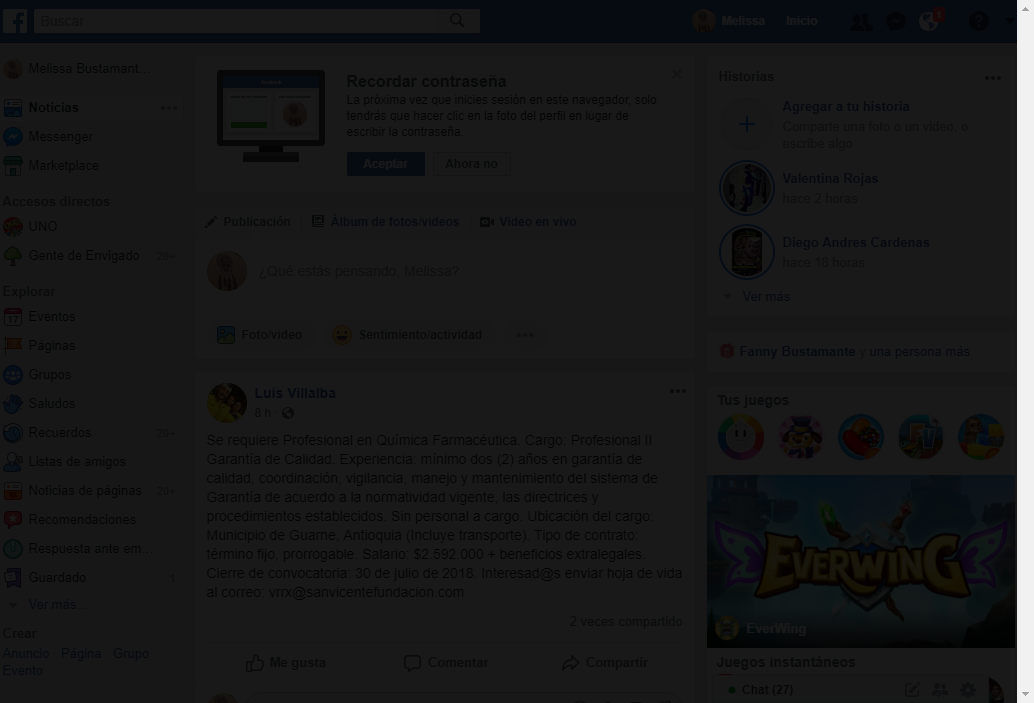 Buscar
Melissa
Inicio
Melissa Bustamant...
Noticias
Messenger
Marketplace
Accesos directos
UNO
Gente de Envigado 20+
Explorar
Eventos
Páginas
Grupos
Saludos
Recuerdos 20+
Listas de amigos
Noticias de páginas 20+
Recomendaciones
Respuesta ante em...
Guardado 1
Ver más...
Crear
Anuncio Página Grupo
Evento
Recordar contraseña
La próxima vez que inicies sesión en este navegador, solo
tendrás que hacer clic en la foto del perfil en lugar de
escribir la contraseña.
Aceptar
Ahora no
Publicación
Álbum de fotos/videos
Video en vivo
¿Qué estás pensando, Melissa?
Foto/video
Sentimiento/actividad
Luis Villalba
8 h
Se requiere Profesional en Química Farmacéutica. Cargo: Profesional II
Garantía de Calidad. Experiencia: mínimo dos (2) años en garantía de
calidad, coordinación, vigilancia, manejo y mantenimiento del sistema de
Garantía de acuerdo a la normatividad vigente, las directrices y
procedimientos establecidos. Sin personal a cargo. Ubicación del cargo:
Municipio de Guarne, Antioquia (Incluye transporte). Tipo de contrato:
término fijo, prorrogable. Salario: $2.592.000 + beneficios extralegales.
Cierre de convocatoria: 30 de julio de 2018. Interesad@s enviar hoja de vida
al correo: vrrx@sanvicentefundacion.com
2 veces compartido
Me gusta
Comentar
Compartir
Historias
Agregar a tu historia
Comparte una foto o un video, o
escribe algo
Valentina Rojas
hace 2 horas
Diego Andres Cardenas
hace 16 horas
Ver más
Fanny Bustamante y una persona más
Tus juegos
EVERWING
EverWing
Juegos instantáneos
Chat (27)